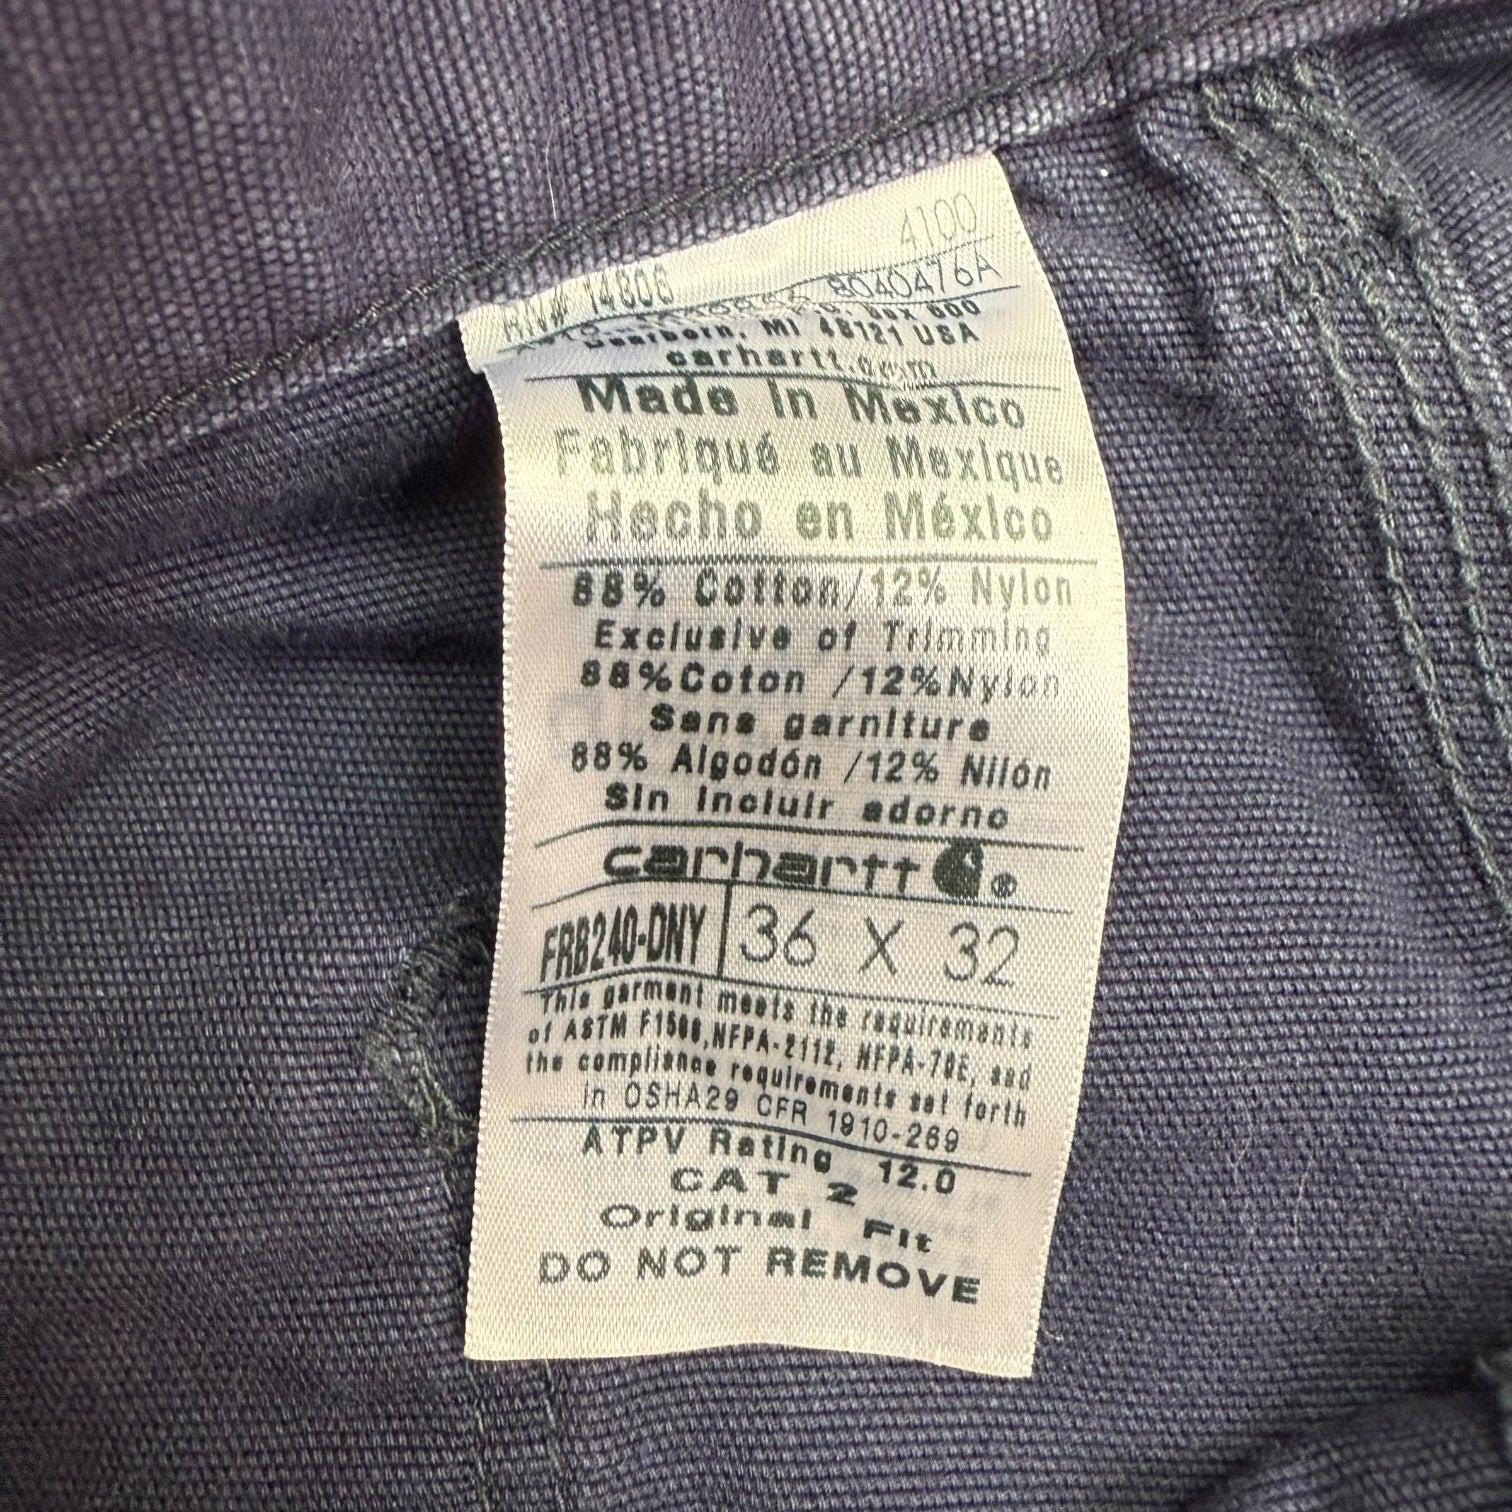 4100
RN# 14806
8040476A
Box 600
Dearborn, MI 48121 USA
carhartt.com
Made in Mexico
Fabriqué au Mexique
Hecho en México
88% Cotton/12% Nylon
Exclusive of Trimming
88%Coton /12%Nylon
Sans garniture
88% Algodón /12% Nilón
Sin incluir adorno
carhartt ®
FRB240-DNY 36 X 32
This garment meets the requirements
of ASTM F1506,NFPA-2112, NFPA-70E, and
the compliance requirements set forth
in OSHA29 CFR 1910-269
ATPV Rating 12.0
CAT 2
Original Fit
DO NOT REMOVE